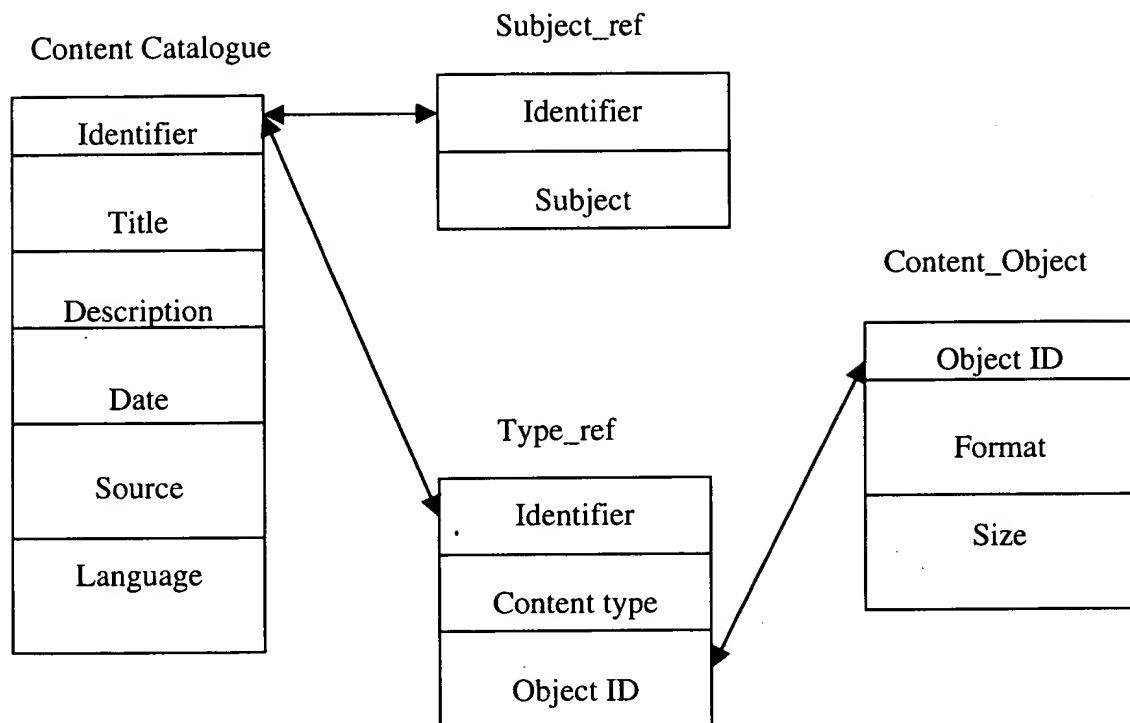 Content Catalogue
Identifier
Title
Description
Date
Source
Language
Subject_ref
Identifier
Subject
Type_ref
Identifier
Content type
Object ID
Content_Object
Object ID
Format
Size